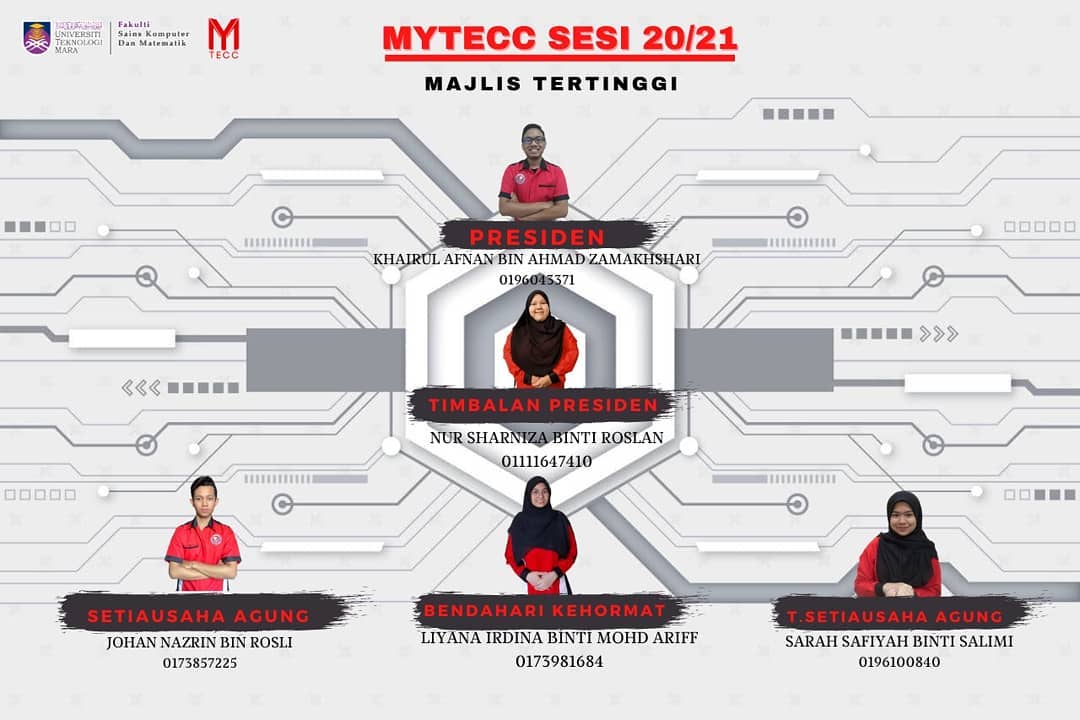 UNIVERSITI
TEKNOLOGI
MARA
Fakulti
Sains Komputer
Dan Matematik
M
TECC
MYTECC SESI 20/21
MAJLIS TERTINGGI
PRESIDEN
KHAIRUL AFNAN BIN AHMAD ZAMAKHSHARI
0196043371
TIMBALAN PRESIDEN
NUR SHARNIZA BINTI ROSLAN
01111647410
SETIAUSAHA AGUNG
JOHAN NAZRIN BIN ROSLI
0173857225
BENDAHARI KEHORMAT
LIYANA IRDINA BINTI MOHD ARIFF
0173981684
T.SETIAUSAHA AGUNG
SARAH SAFIYAH BINTI SALIMI
0196100840